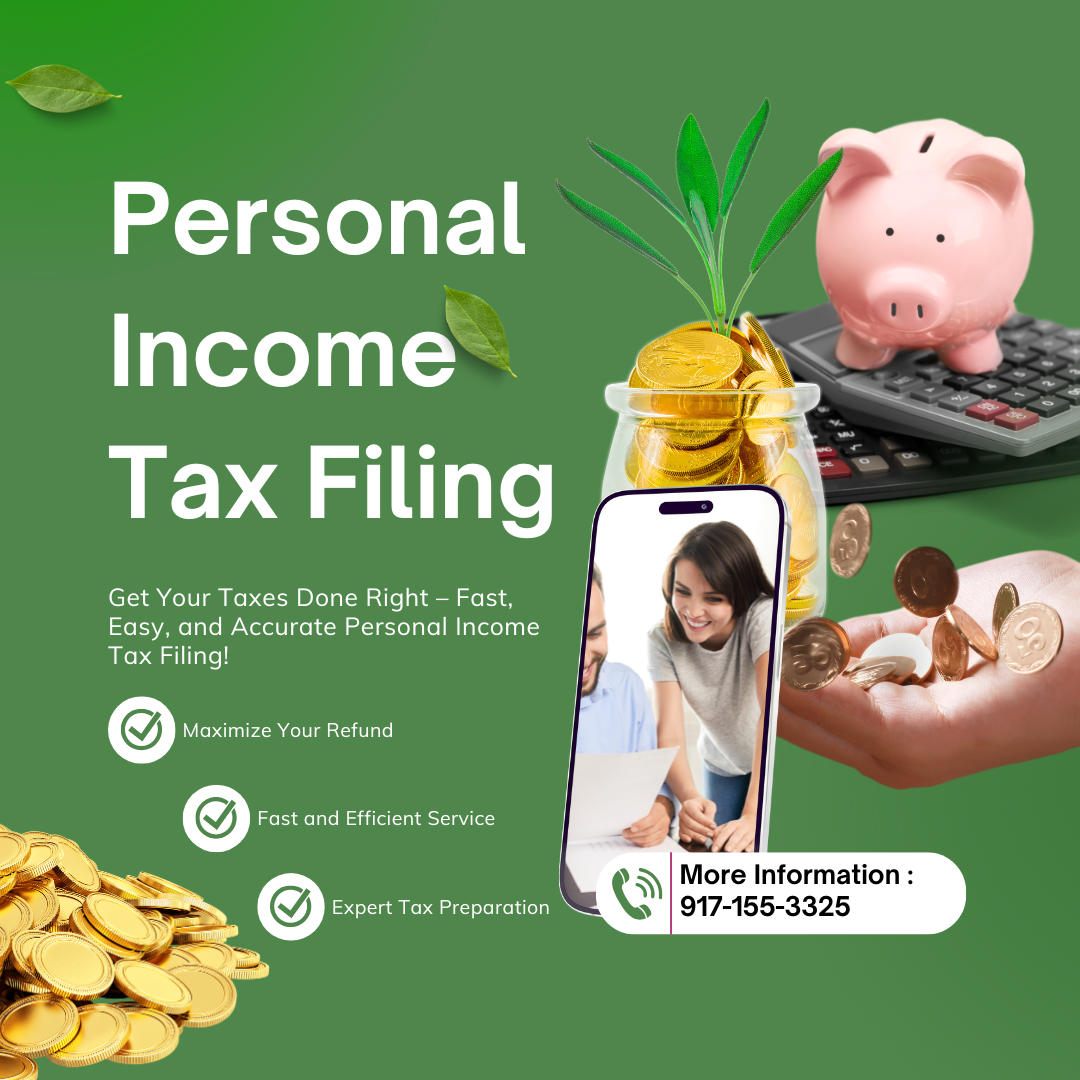 Personal
Income
Tax Filing
Get Your Taxes Done Right – Fast,
Easy, and Accurate Personal Income
Tax Filing!
Maximize Your Refund
Fast and Efficient Service
Expert Tax Preparation
More Information :
917-155-3325